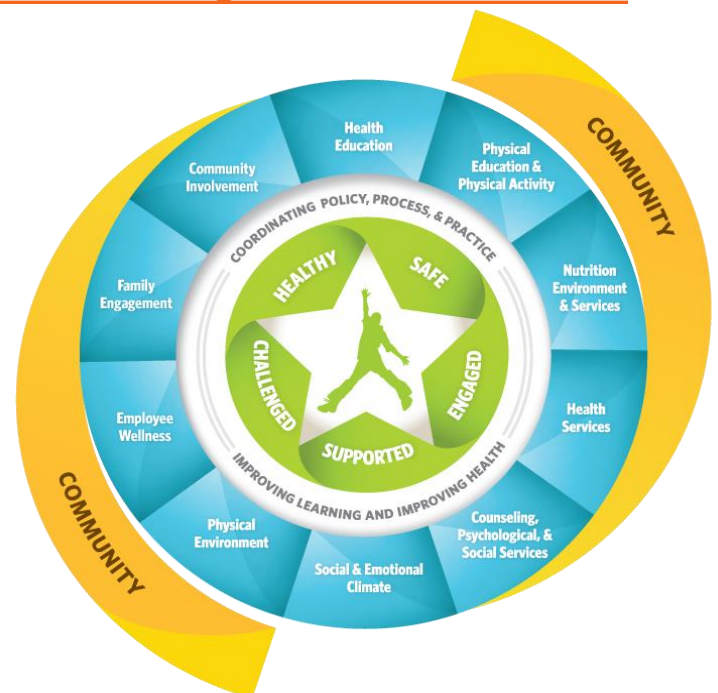 COMMUNITY
Health
Education
Physical
Education &
Physical Activity
Nutrition
Environment
& Services
Health
Services
Counseling,
Psychological, &
Social Services
Social & Emotional
Climate
Physical
Environment
Employee
Wellness
Family
Engagement
Community
Involvement
COORDINATING POLICY, PROCESS, & PRACTICE
IMPROVING LEARNING AND IMPROVING HEALTH
HEALTHY
SAFE
ENGAGED
SUPPORTED
CHALLENGED
COMMUNITY